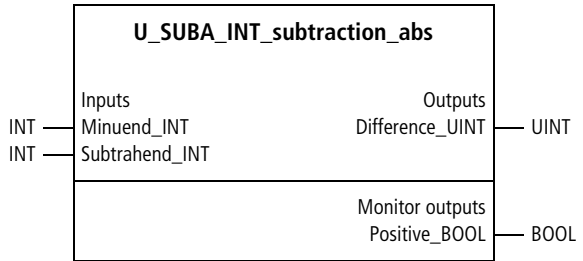 U_SUBA_INT_subtraction_abs
Inputs Outputs
INT Minuend_INT Difference_UINT UINT
INT Subtrahend_INT
Monitor outputs
Positive_BOOL BOOL